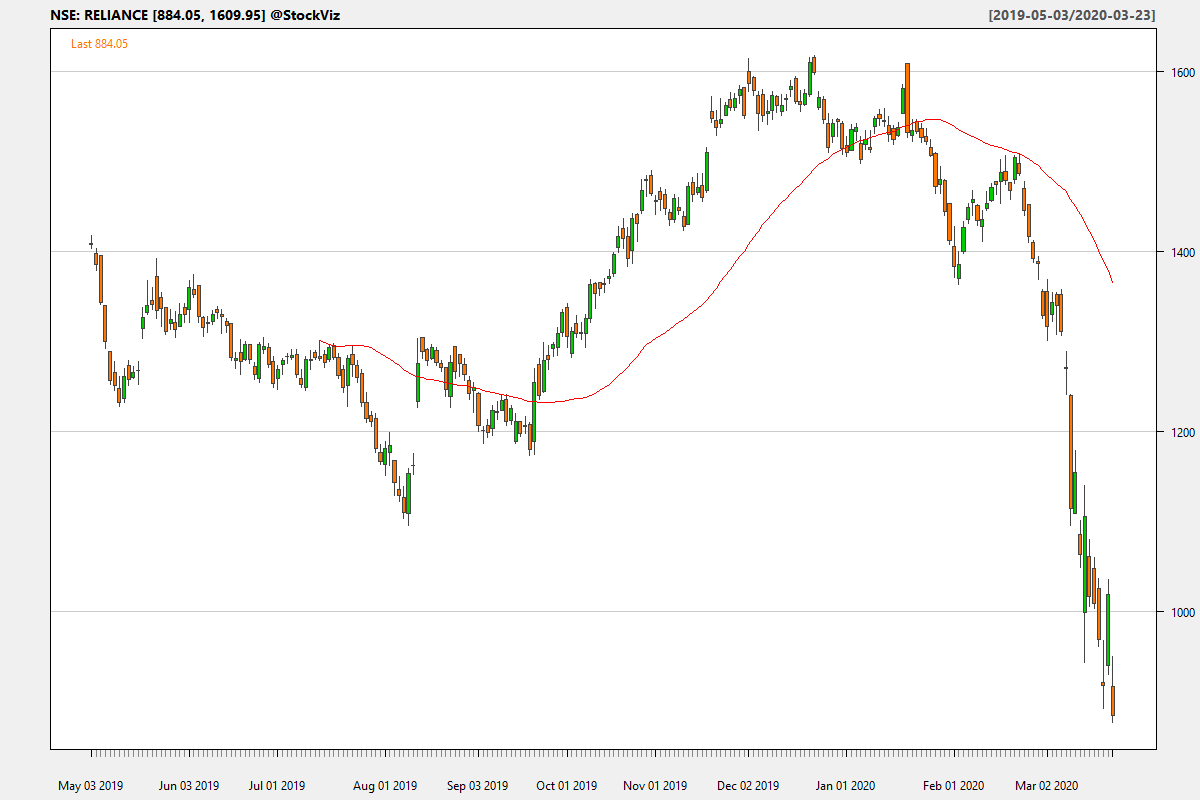 NSE: RELIANCE [884.05, 1609.95] @StockViz
[2019-05-03/2020-03-23]
Last 884.05
1600
1400
1200
1000
May 03 2019
Jun 03 2019
Jul 01 2019
Aug 01 2019
Sep 03 2019
Oct 01 2019
Nov 01 2019
Dec 02 2019
Jan 01 2020
Feb 01 2020
Mar 02 2020